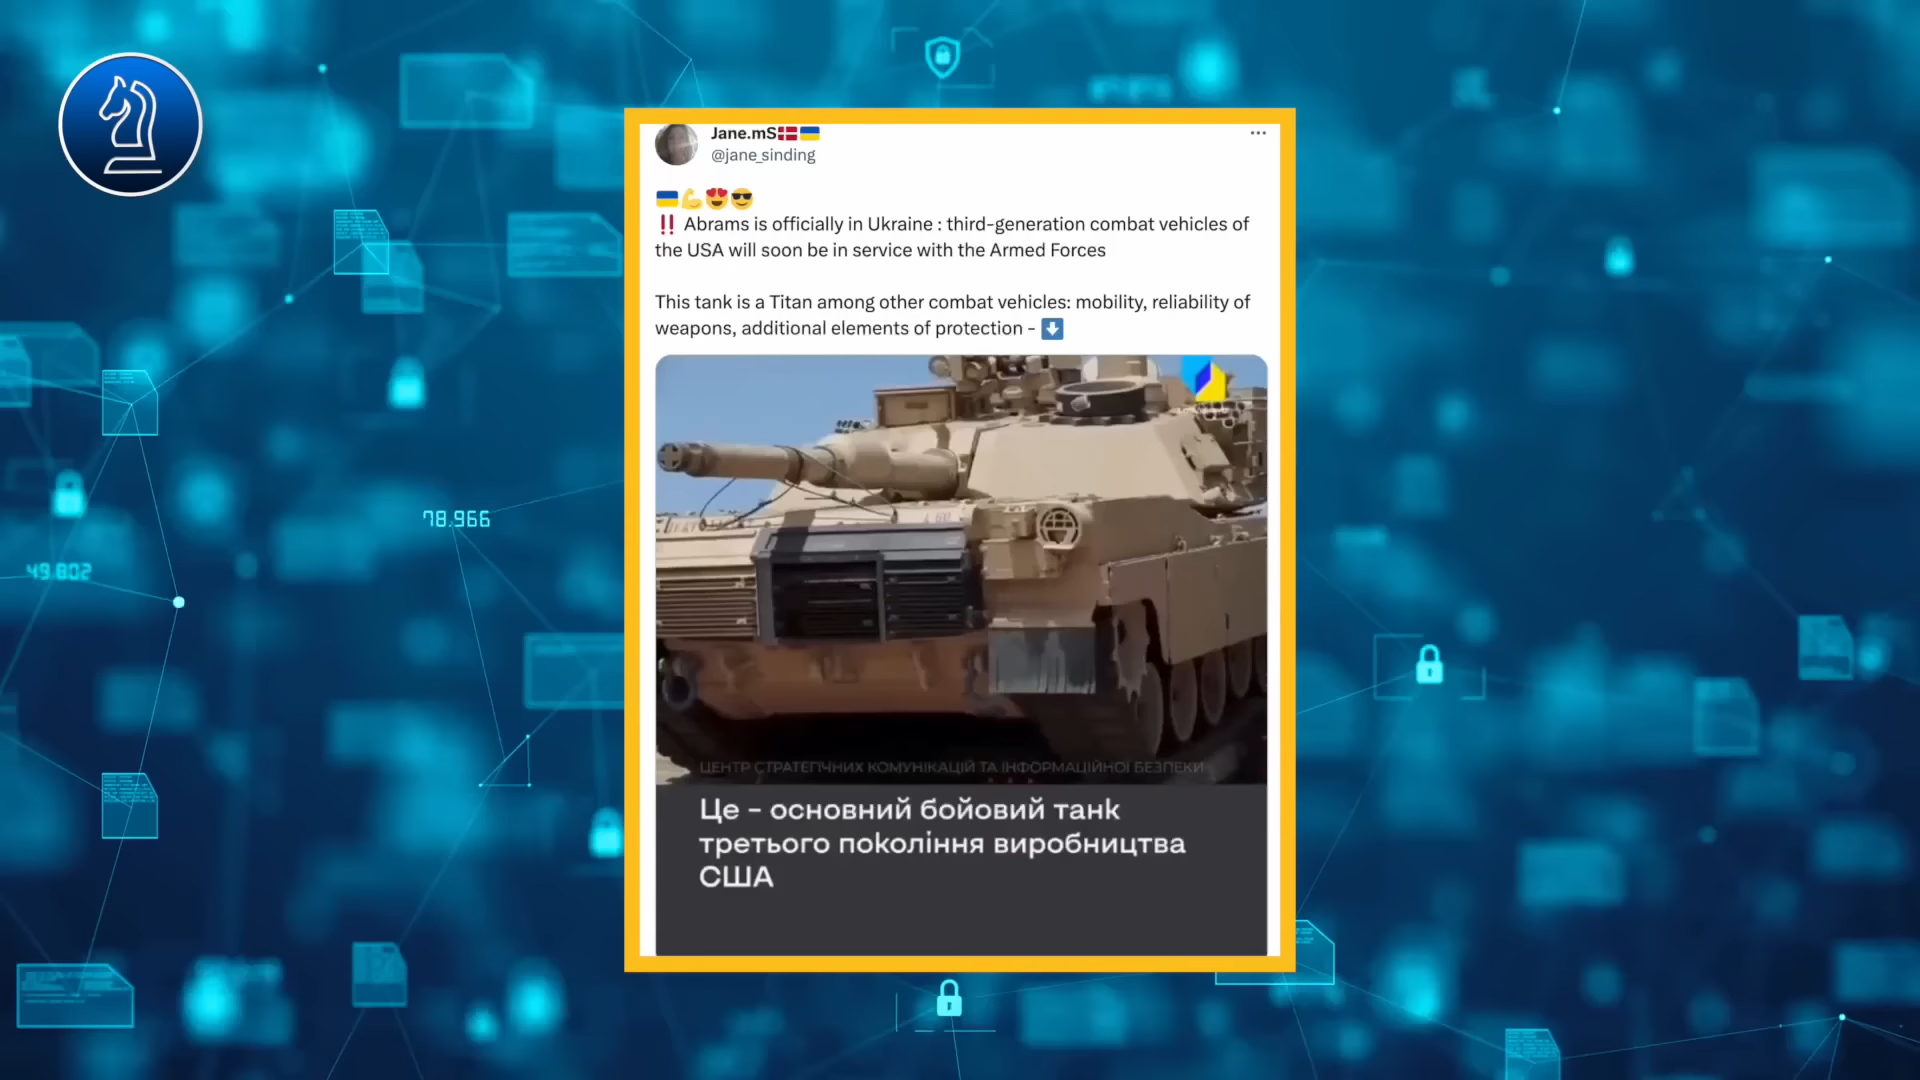 Jane.mS🇩🇰🇺🇦
@jane_sinding
🇺🇦💪😍😎
‼️ Abrams is officially in Ukraine : third-generation combat vehicles of
the USA will soon be in service with the Armed Forces
This tank is a Titan among other combat vehicles: mobility, reliability of
weapons, additional elements of protection - ⬇️
ЦЕНТР СТРАТЕГІЧНИХ КОМУНІКАЦІЙ ТА ІНФОРМАЦІЙНОЇ БЕЗПЕКИ
Це – основний бойовий танк
третього покоління виробництва
США
78.966
49.802